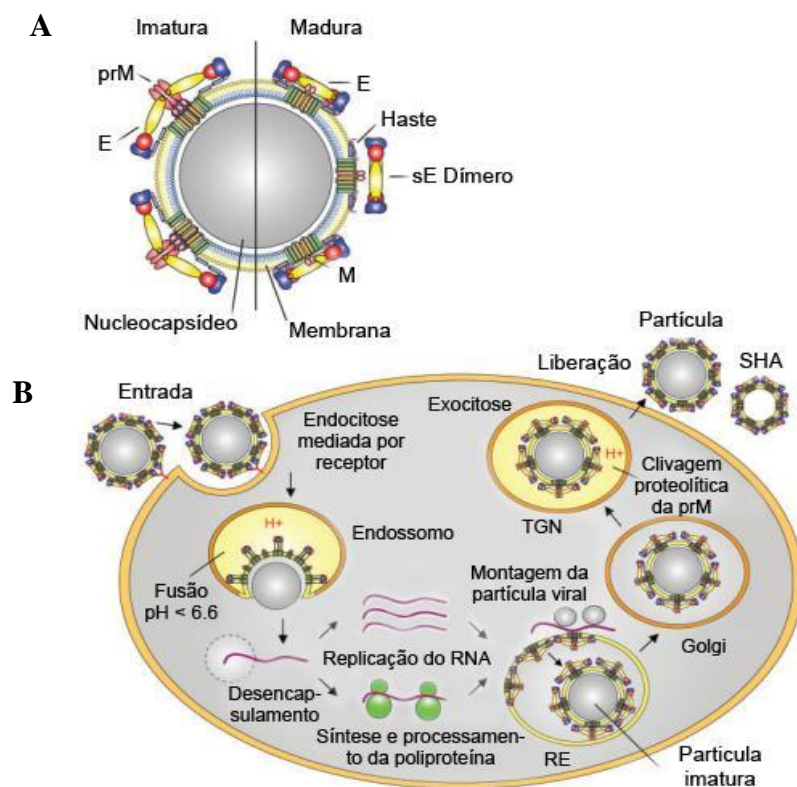 A
Imatura
Madura
prM
E
E
Haste
sE Dímero
M
Nucleocapsídeo
Membrana
B
Entrada
Endocitose
mediada por
receptor
H+
Endossomo
Fusão
pH < 6.6
Desencap-
sulamento
Replicação do RNA
Síntese e processamen-
to da poliproteína
Montagem da
partícula viral
RE
Particula
imatura
Golgi
Clivagem
proteolítica
da prM
H+
TGN
Exocitose
Liberação
Partícula
SHA